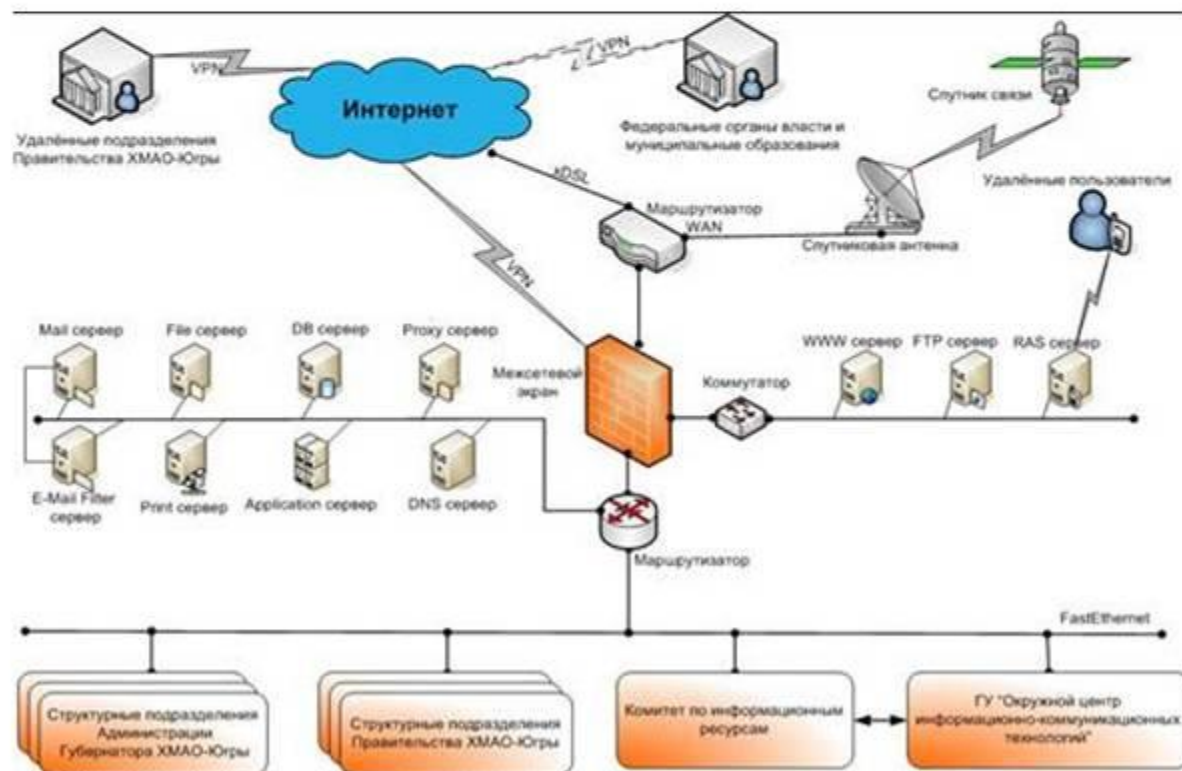 VPN
VPN
Интернет
Спутник связи
Удалённые подразделения
Правительства ХМАО-Югры
Федеральные органы власти и
муниципальные образования
xDSL
Удалённые пользователи
Маршрутизатор
WAN
Спутниковая антенна
VPN
Mail сервер
File сервер
DB сервер
Proxy сервер
Межсетевой
экран
Коммутатор
WWW сервер
FTP сервер
RAS сервер
E-Mail Filter
сервер
Print сервер
Application сервер
DNS сервер
Маршрутизатор
FastEthernet
Структурные подразделения
Администрации
Губернатора ХМАО-Югры
Структурные подразделения
Правительства ХМАО-Югры
Комитет по информационным
ресурсам
ГУ "Окружной центр
информационно-коммуникационных
технологий"